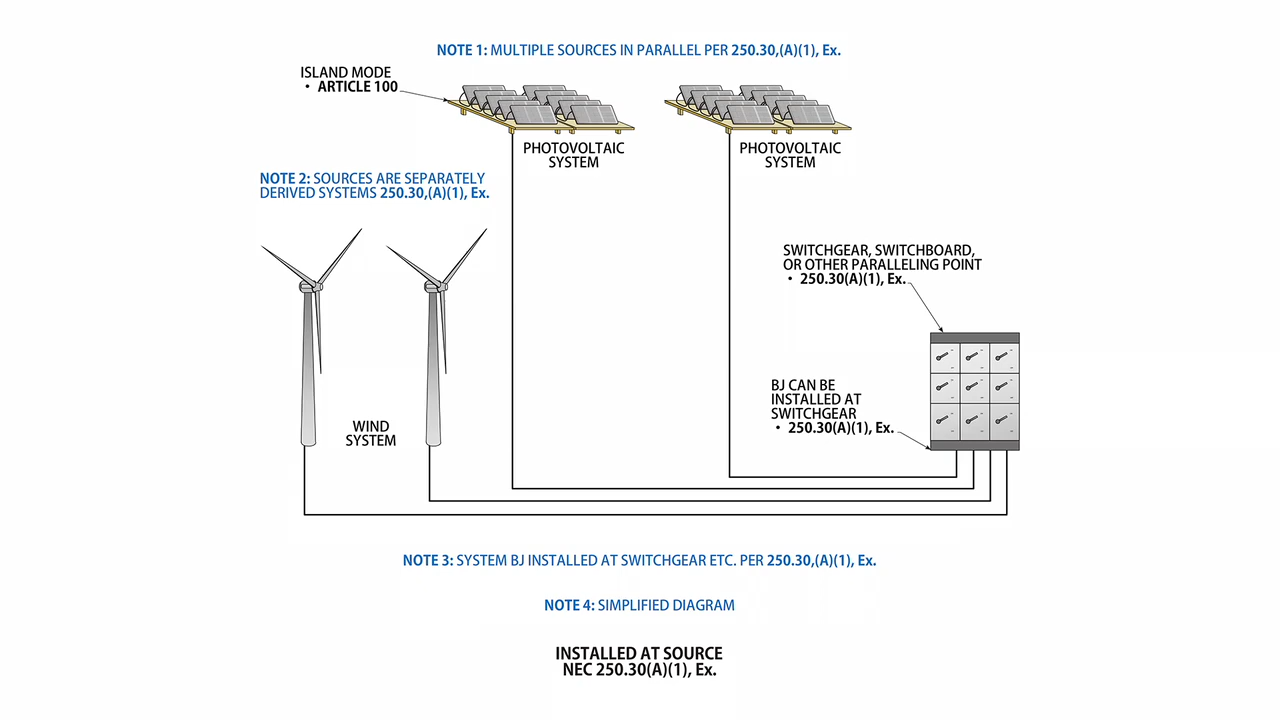 NOTE 1: MULTIPLE SOURCES IN PARALLEL PER 250.30,(A)(1), Ex.
ISLAND MODE
• ARTICLE 100
PHOTOVOLTAIC
SYSTEM
PHOTOVOLTAIC
SYSTEM
NOTE 2: SOURCES ARE SEPARATELY
DERIVED SYSTEMS 250.30,(A)(1), Ex.
SWITCHGEAR, SWITCHBOARD,
OR OTHER PARALLELING POINT
• 250.30(A)(1), Ex.
BJ CAN BE
INSTALLED AT
SWITCHGEAR
• 250.30(A)(1), Ex.
WIND
SYSTEM
NOTE 3: SYSTEM BJ INSTALLED AT SWITCHGEAR ETC. PER 250.30,(A)(1), Ex.
NOTE 4: SIMPLIFIED DIAGRAM
INSTALLED AT SOURCE
NEC 250.30(A)(1), Ex.